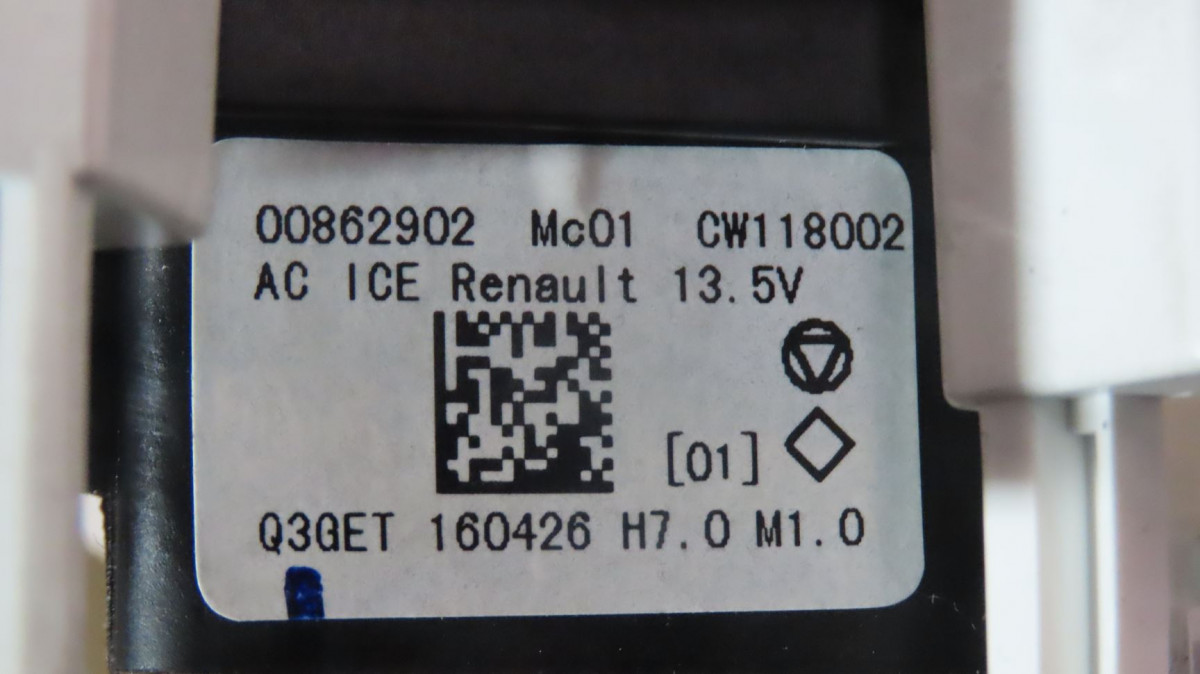 00862902 Mc01 CW118002
AC ICE Renault 13.5V
[01]
Q3GET 160426 H7.0 M1.0